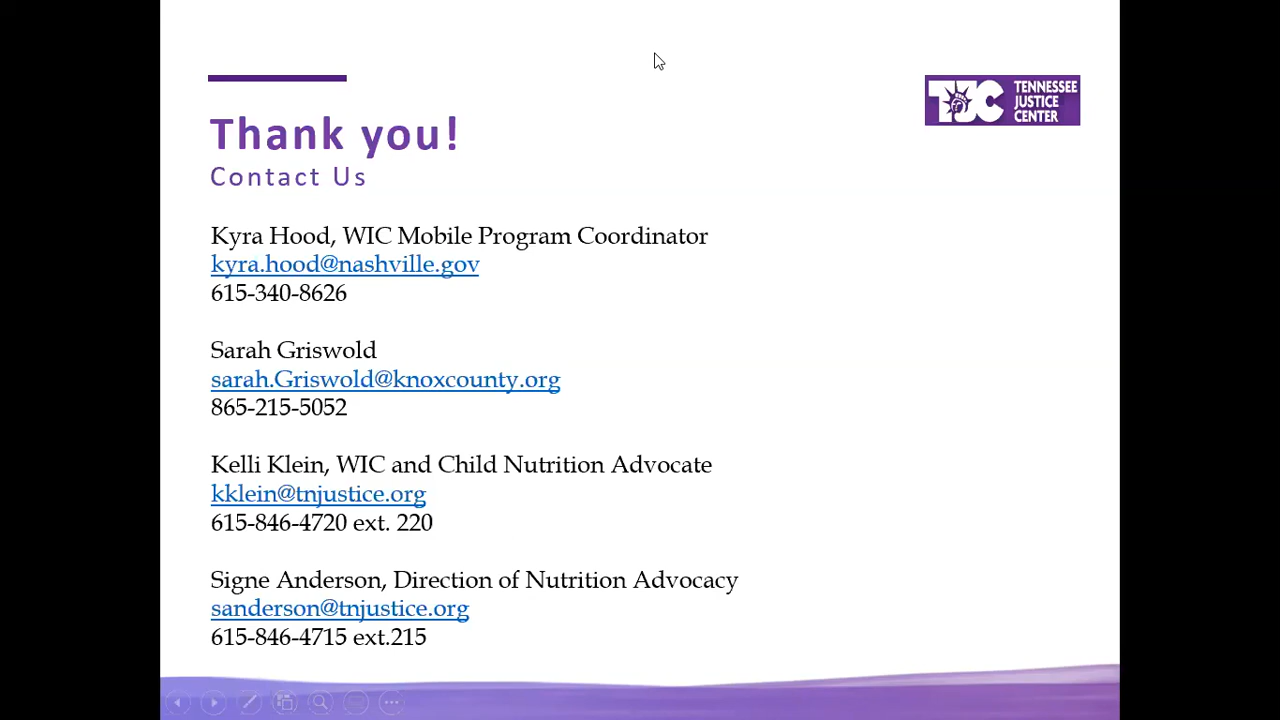 TJC TENNESSEE
JUSTICE
CENTER
Thank you!
Contact Us
Kyra Hood, WIC Mobile Program Coordinator
kyra.hood@nashville.gov
615-340-8626
Sarah Griswold
sarah.Griswold@knoxcounty.org
865-215-5052
Kelli Klein, WIC and Child Nutrition Advocate
kklein@tnjustice.org
615-846-4720 ext. 220
Signe Anderson, Direction of Nutrition Advocacy
sanderson@tnjustice.org
615-846-4715 ext.215